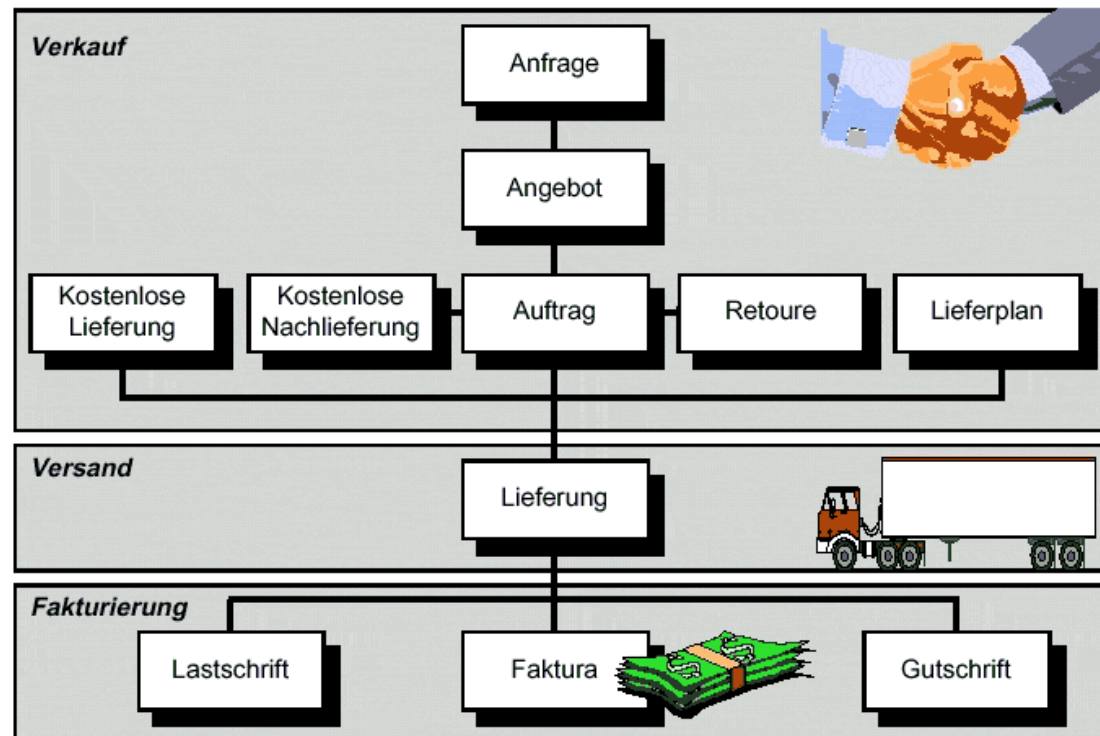 Verkauf
Anfrage
Angebot
Kostenlose
Lieferung
Kostenlose
Nachlieferung
Auftrag
Retoure
Lieferplan
Versand
Lieferung
Fakturierung
Lastschrift
Faktura
$ $
Gutschrift